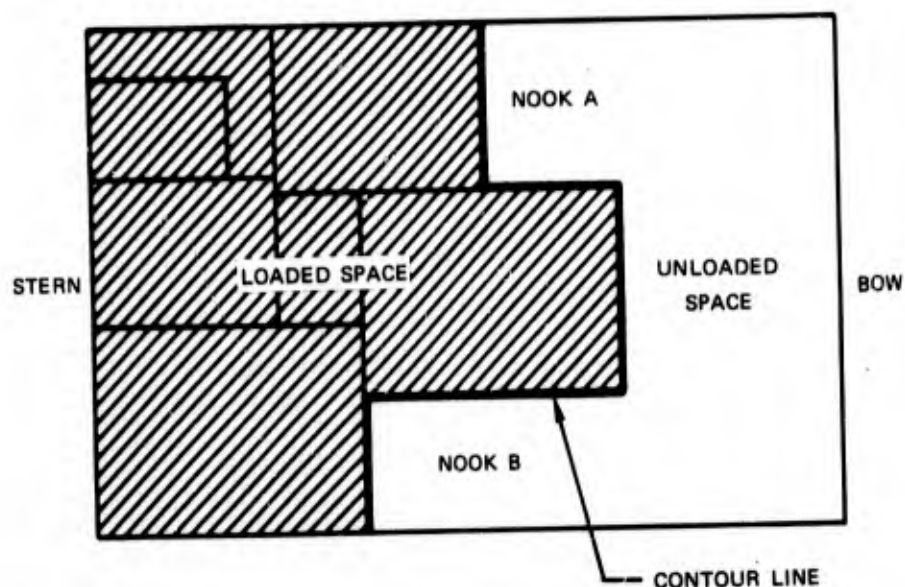 NOOK A
STERN
LOADED SPACE
UNLOADED
SPACE
BOW
NOOK B
CONTOUR LINE